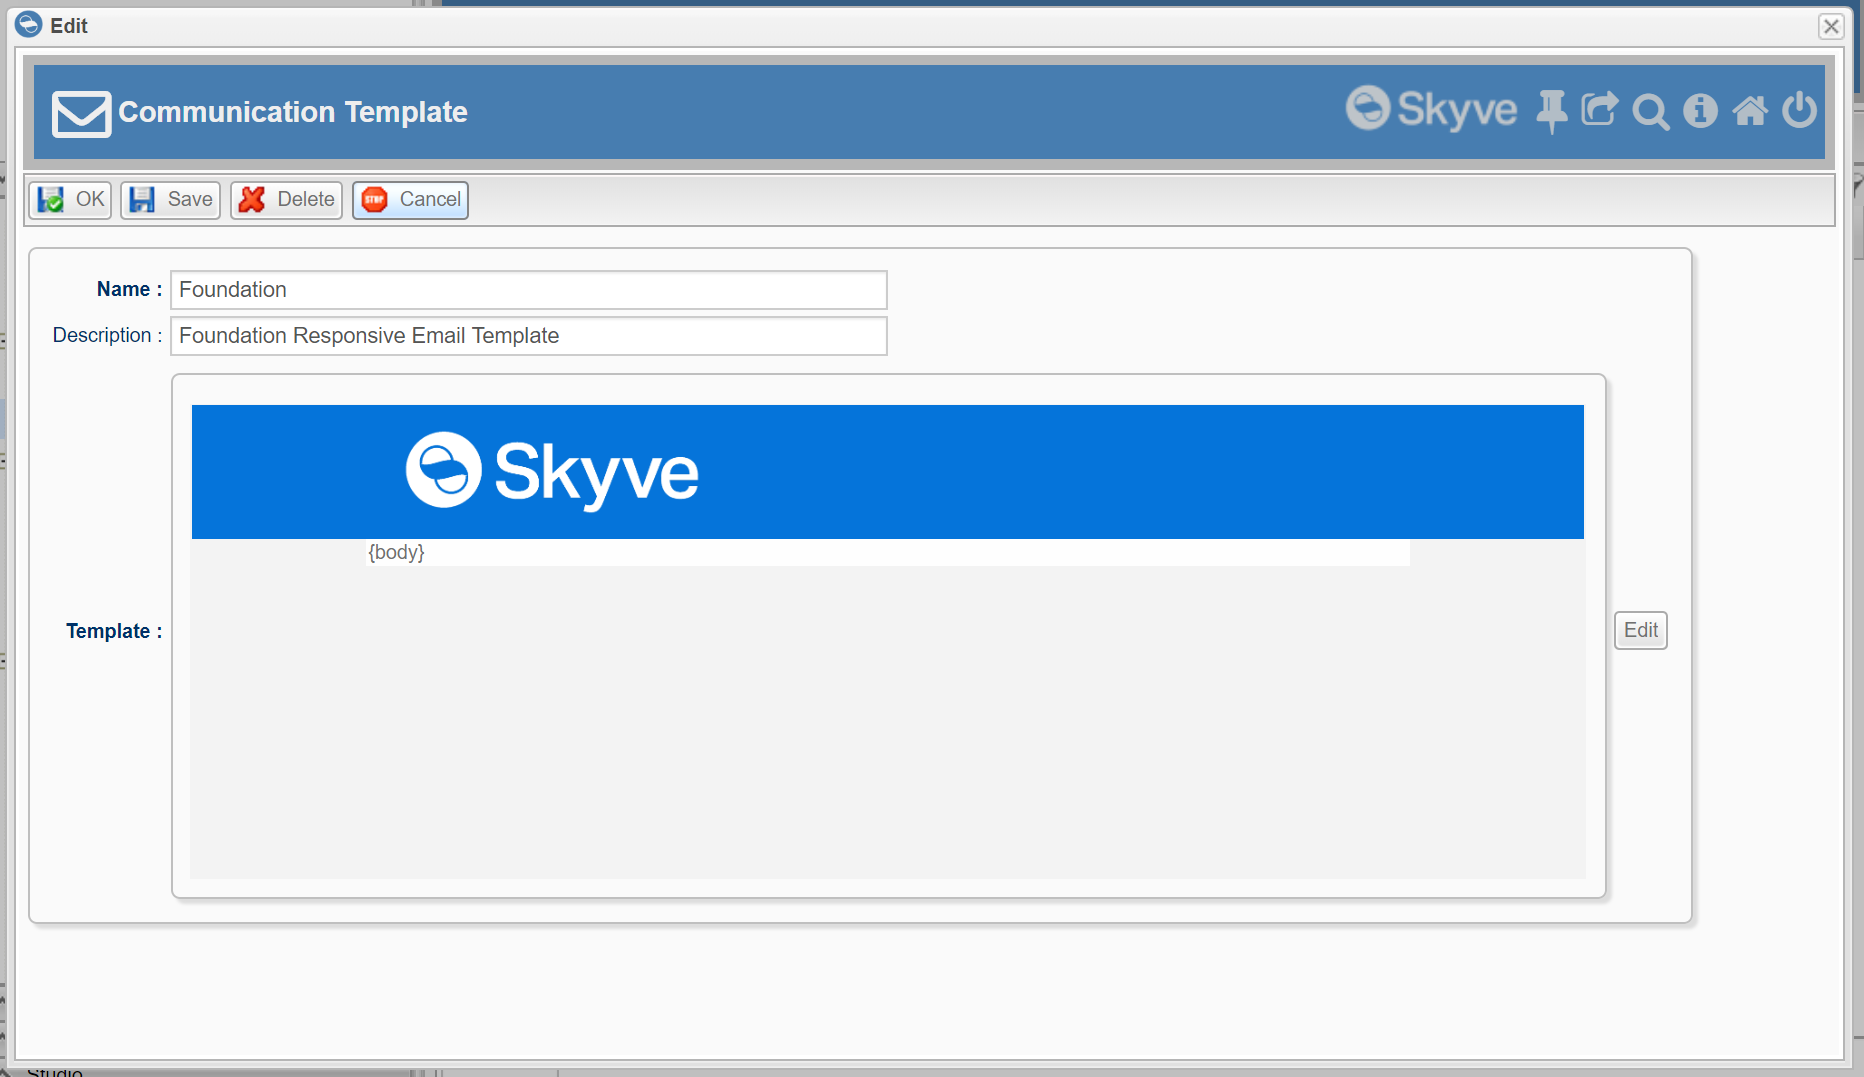 Edit
Communication Template
Skyve
OK
Save
Delete
STOP
Cancel
Name :
Foundation
Description :
Foundation Responsive Email Template
Skyve
{body}
Template :
Edit
Studio